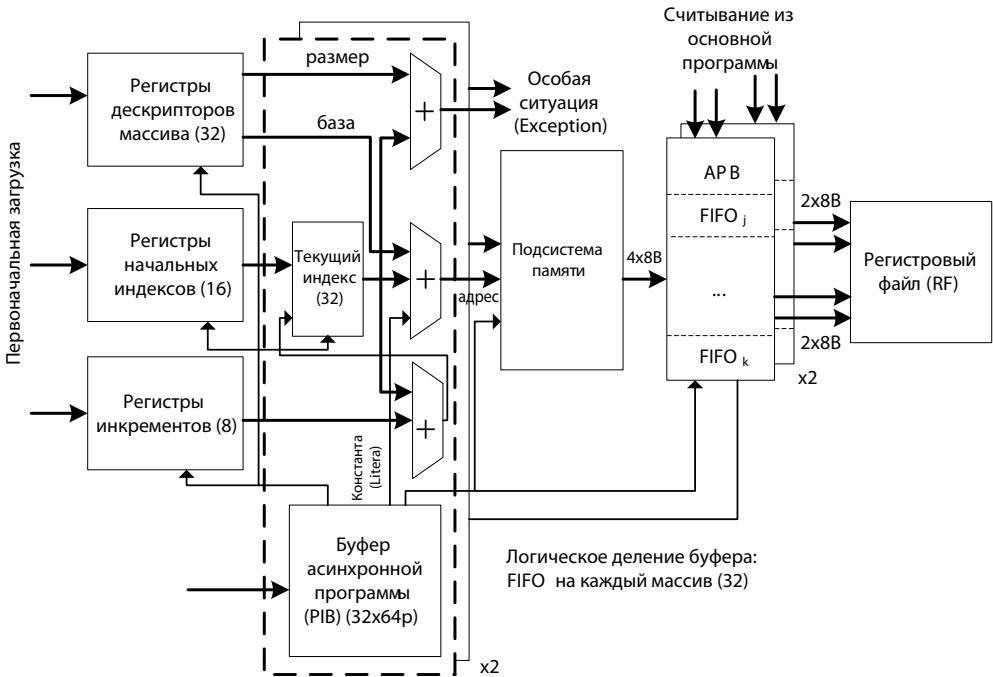 Считывание из
основной
программы
размер
Особая
ситуация
(Exception)
Регистры
дескрипторов
массива (32)
база
APB
2x8B
FIFO j
Первоначальная загрузка
Регистры
начальных
индексов (16)
Текущий
индекс
(32)
+
+
+
адрес
Подсистема
памяти
4x8B
...
Регистровый
файл (RF)
2x8B
FIFO k
x2
Регистры
инкрементов (8)
Константа
(Litera)
Буфер
асинхронной
программы
(PIB) (32x64р)
Логическое деление буфера:
FIFO на каждый массив (32)
x2